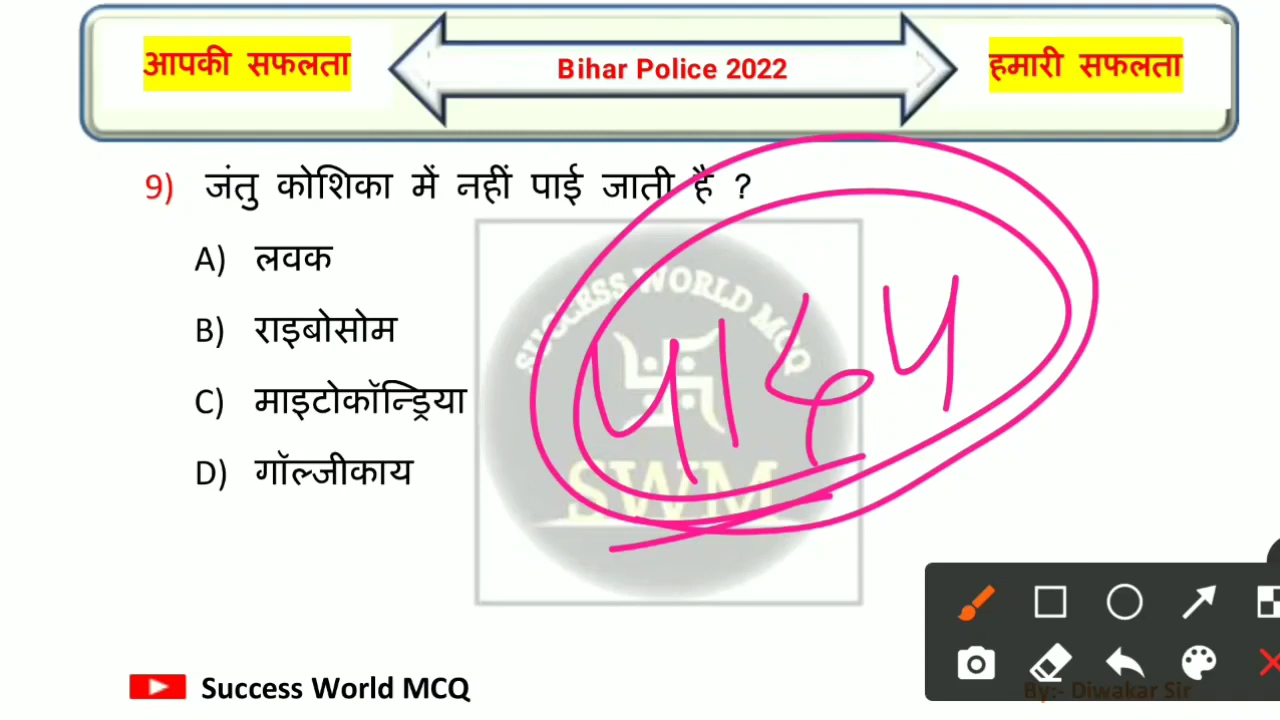 आपकी सफलता
Bihar Police 2022
हमारी सफलता
9) जंतु कोशिका में नहीं पाई जाती है ?
A) लवक
B) राइबोसोम
C) माइटोकॉन्ड्रिया
D) गॉल्जीकाय
SUCCESS WORLD MCQ
SWM
पादप
Success World MCQ
By:- Diwakar Sir